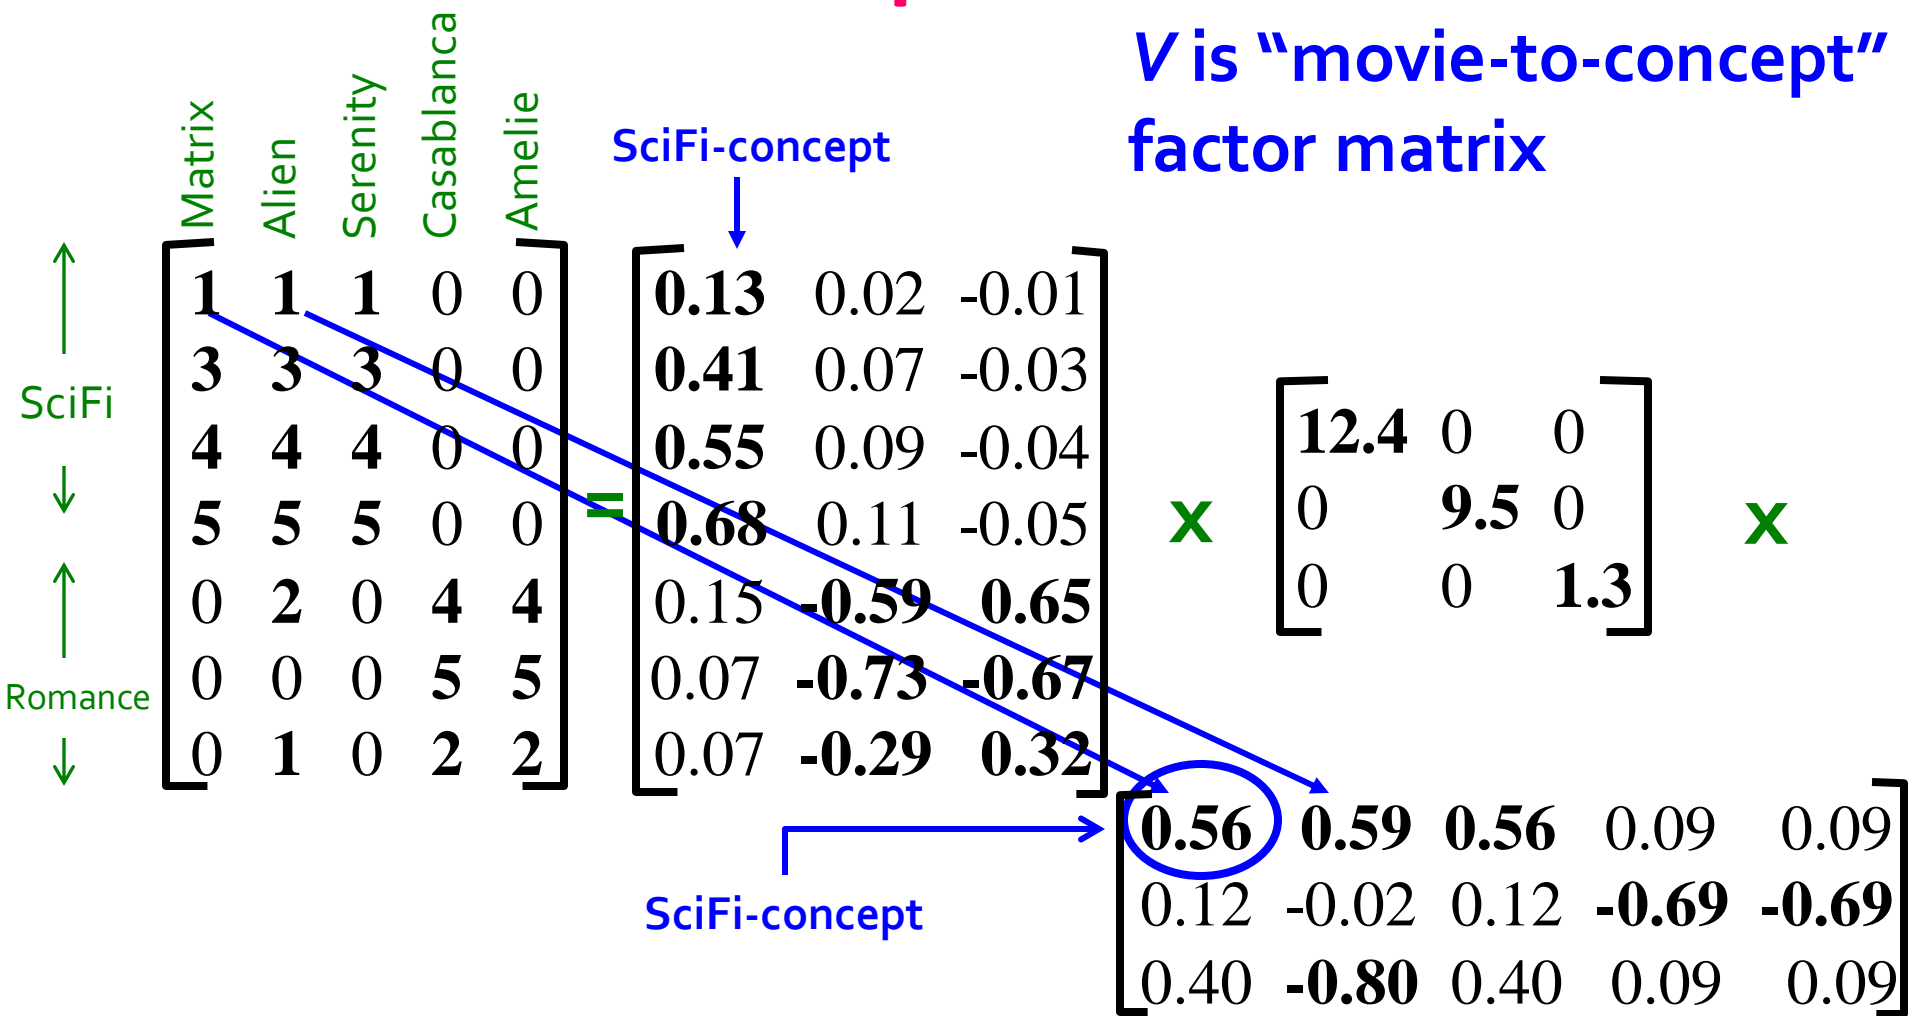 V is “movie-to-concept”
factor matrix
Matrix
Alien
Serenity
Casablanca
Amelie
SciFi-concept
SciFi
Romance
1 1 1 0 0
3 3 3 0 0
4 4 4 0 0
5 5 5 0 0
0 2 0 4 4
0 0 0 5 5
0 1 0 2 2
=
0.13 0.02 -0.01
0.41 0.07 -0.03
0.55 0.09 -0.04
0.68 0.11 -0.05
0.15 -0.59 0.65
0.07 -0.73 -0.67
0.07 -0.29 0.32
x
12.4 0 0
0 9.5 0
0 0 1.3
x
SciFi-concept
0.56 0.59 0.56 0.09 0.09
0.12 -0.02 0.12 -0.69 -0.69
0.40 -0.80 0.40 0.09 0.09